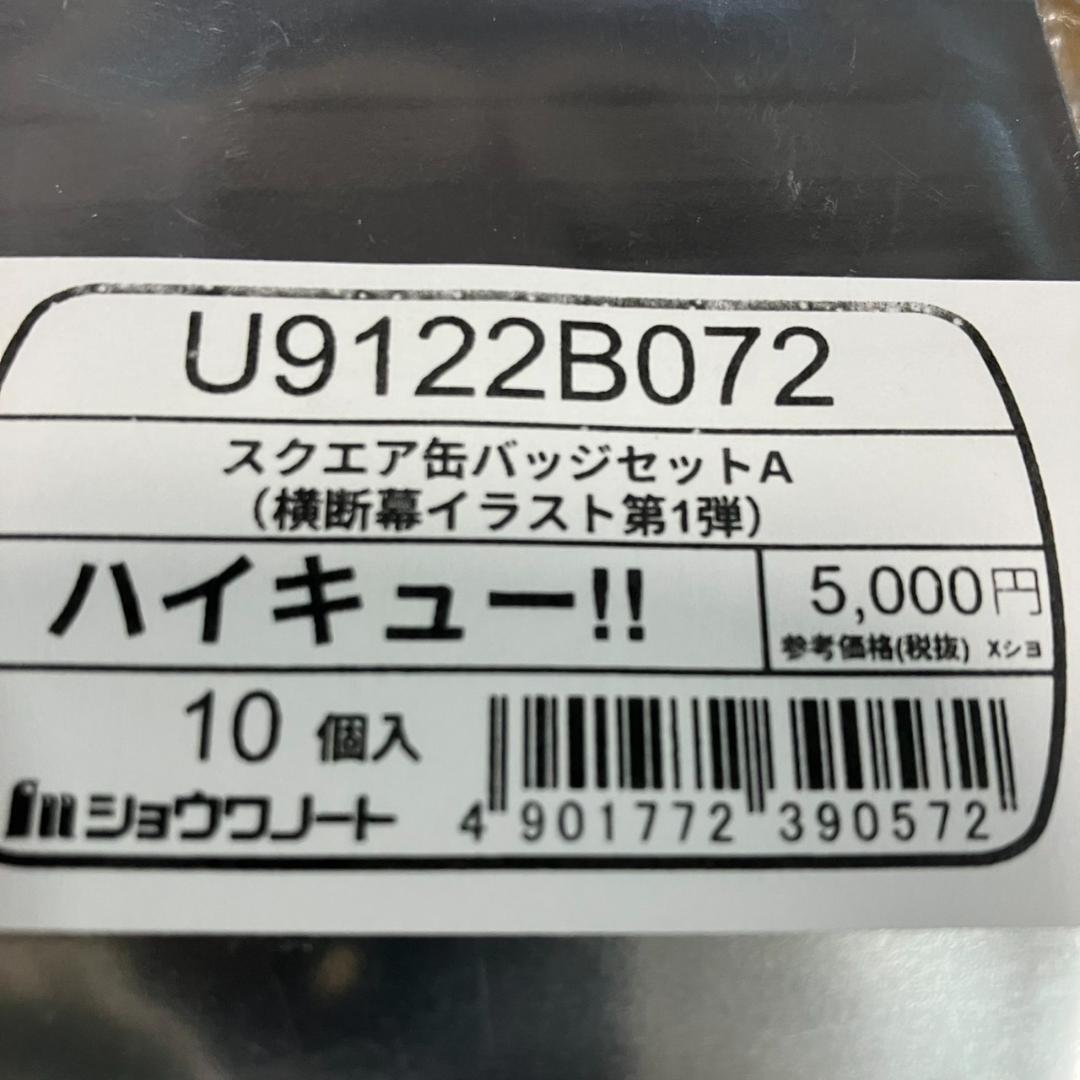 U9122B072
スクエア缶バッジセットA
（横断幕イラスト第1弾）
ハイキュー!!
5,000円
参考価格(税抜) Xショ
10 個入
ショウワノート
4 901772 390572